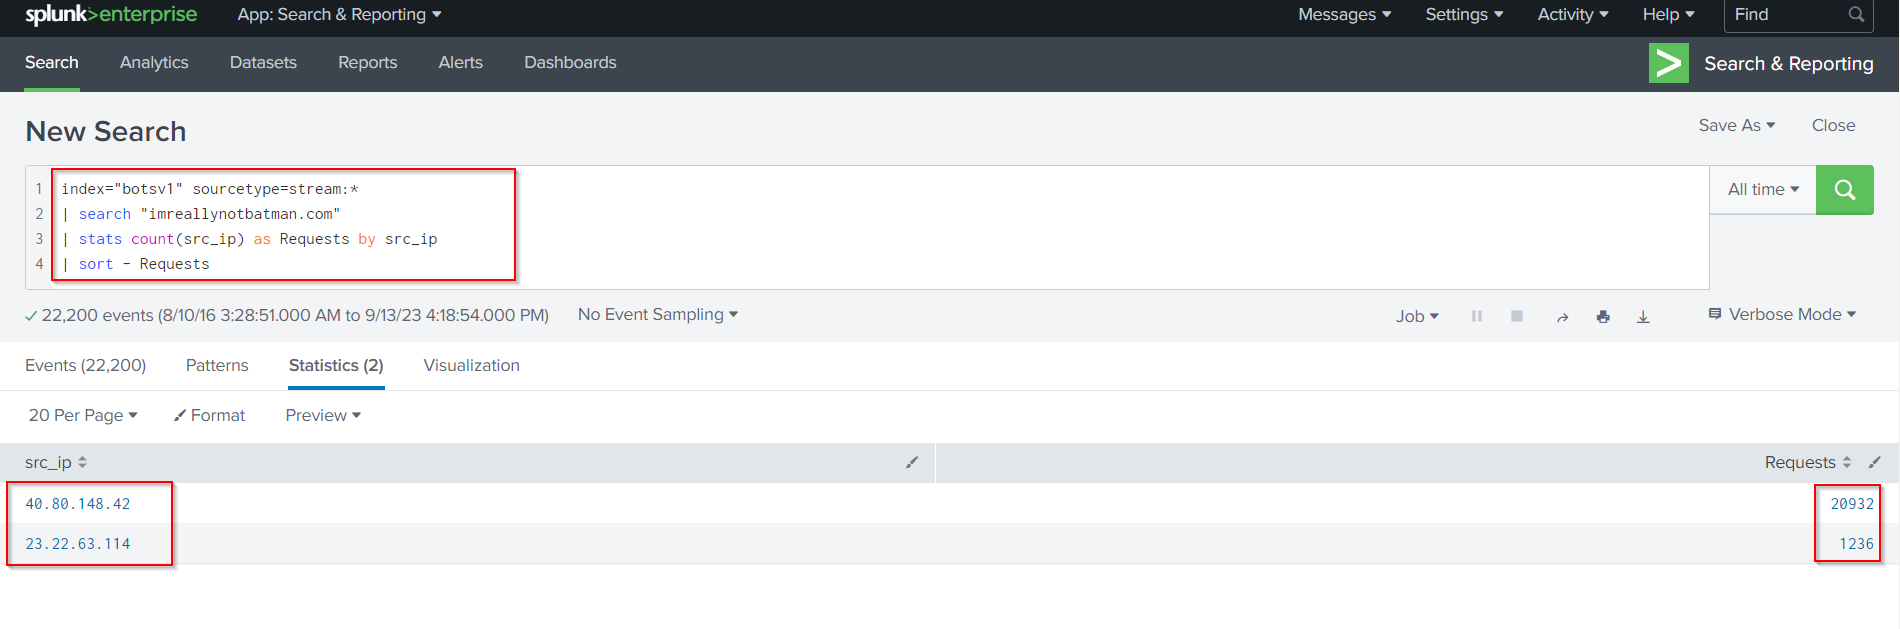 splunk>enterprise App: Search & Reporting Messages Settings Activity Help Find
Search Analytics Datasets Reports Alerts Dashboards Search & Reporting
New Search
Save As Close
1 index="botsv1" sourcetype=stream:*
2 | search "imreallynotbatman.com"
3 | stats count(src_ip) as Requests by src_ip
4 | sort - Requests
All time
22,200 events (8/10/16 3:28:51.000 AM to 9/13/23 4:18:54.000 PM) No Event Sampling Job Verbose Mode
Events (22,200) Patterns Statistics (2) Visualization
20 Per Page Format Preview
src_ip Requests
40.80.148.42 20932
23.22.63.114 1236